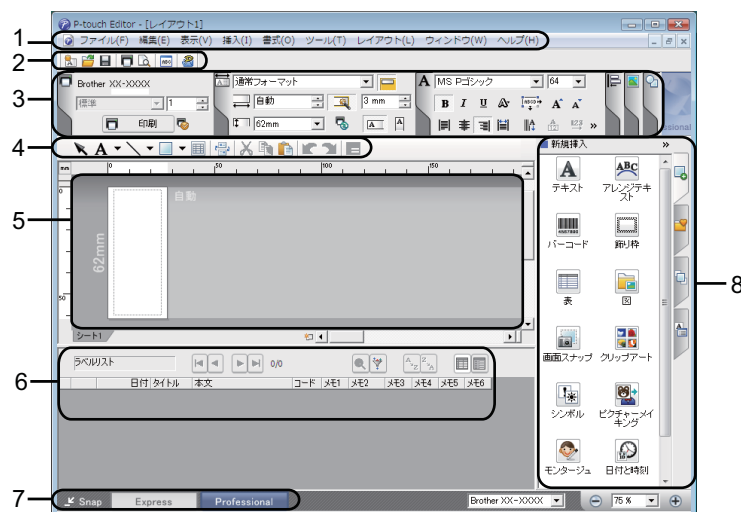 P-touch Editor - [レイアウト1]
1
ファイル(F) 編集(E) 表示(V) 挿入(I) 書式(O) ツール(T) レイアウト(L) ウィンドウ(W) ヘルプ(H)
2
3
Brother XX-XXXX
標準 1
印刷
通常フォーマット
自動 3 mm
62mm
A A
A MS Pゴシック 64
B I U
4
A
mm 0 50 100 150
0
50
5
自動
62mm
シート1
6
ラベルリスト 0/0
日付 タイトル 本文 コード メモ1 メモ2 メモ3 メモ4 メモ5 メモ6
7
Snap Express Professional
Brother XX-XXXX 75 %
8
新規挿入
テキスト アレンジテキスト
バーコード 飾り枠
表 図
画面スナップ クリップアート
シンボル ピクチャーメイキング
モンタージュ 日付と時刻